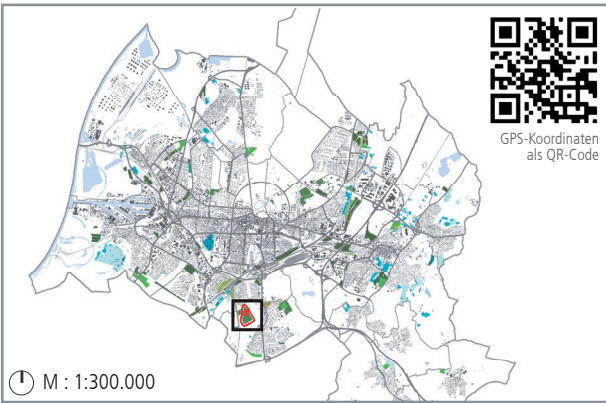 GPS-Koordinaten
als QR-Code
M : 1:300.000